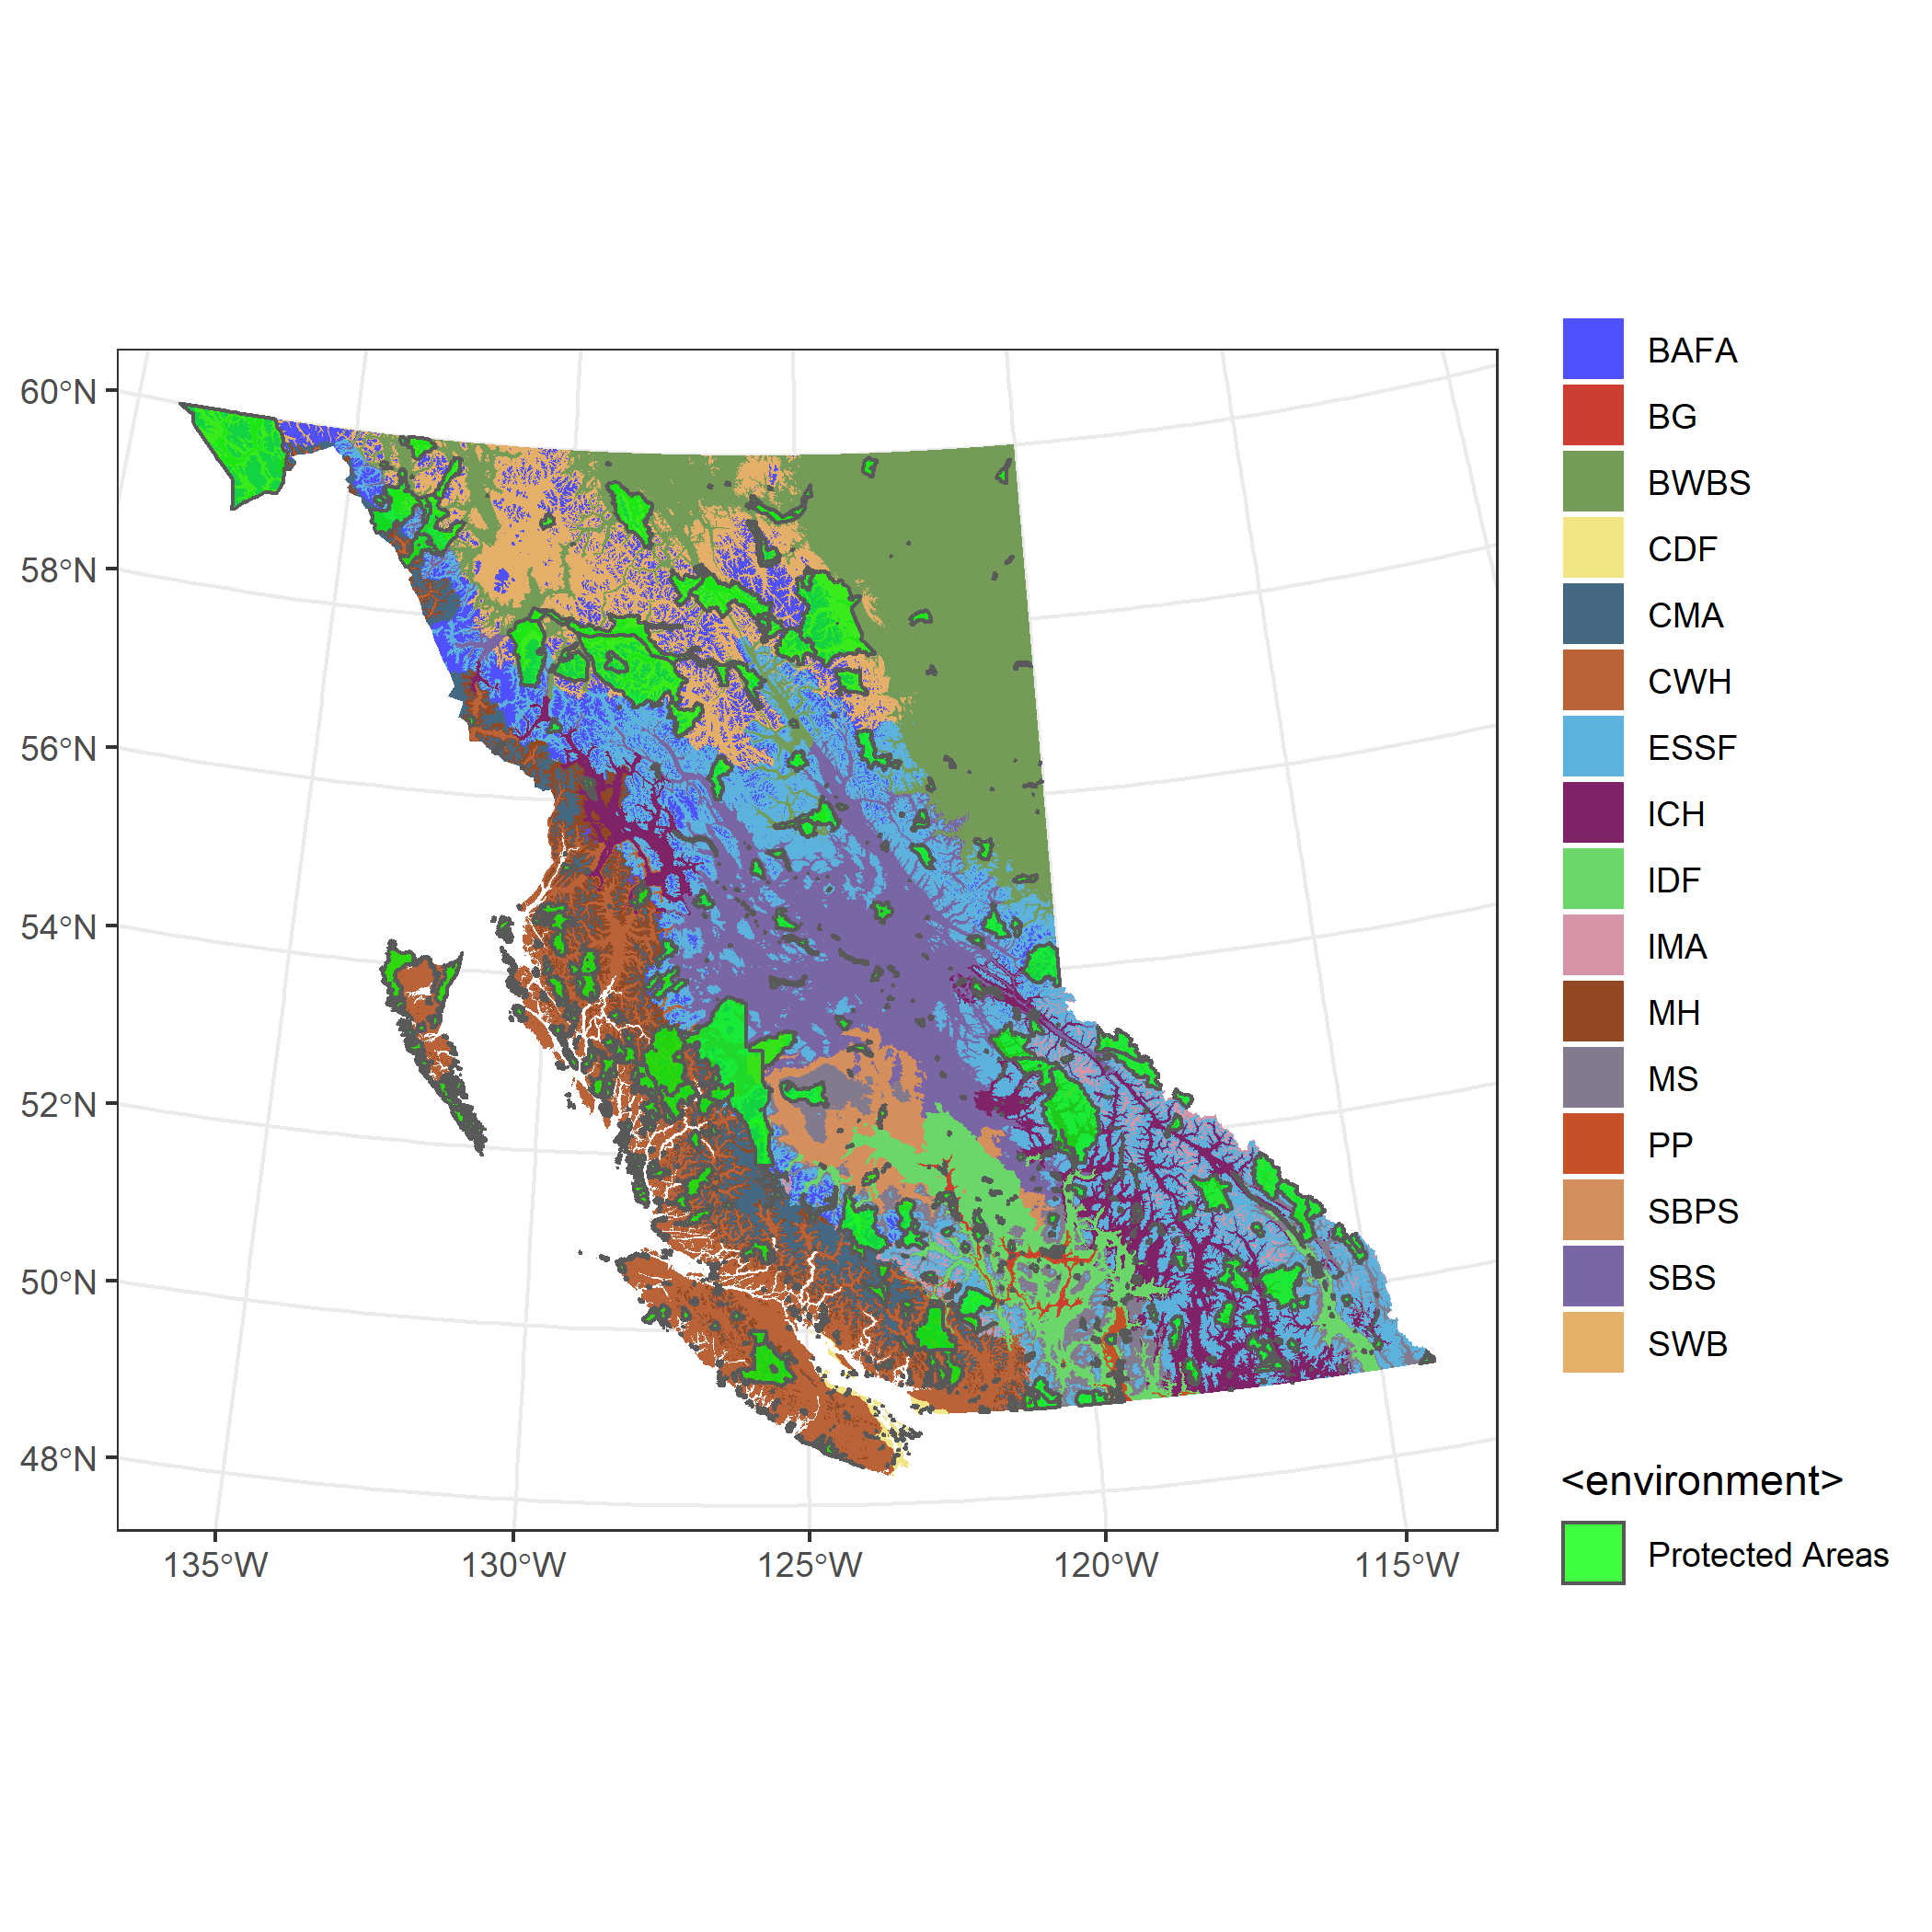 60°N
58°N
56°N
54°N
52°N
50°N
48°N
135°W
130°W
125°W
120°W
115°W
BAFA
BG
BWBS
CDF
CMA
CWH
ESSF
ICH
IDF
IMA
MH
MS
PP
SBPS
SBS
SWB
<environment>
Protected Areas